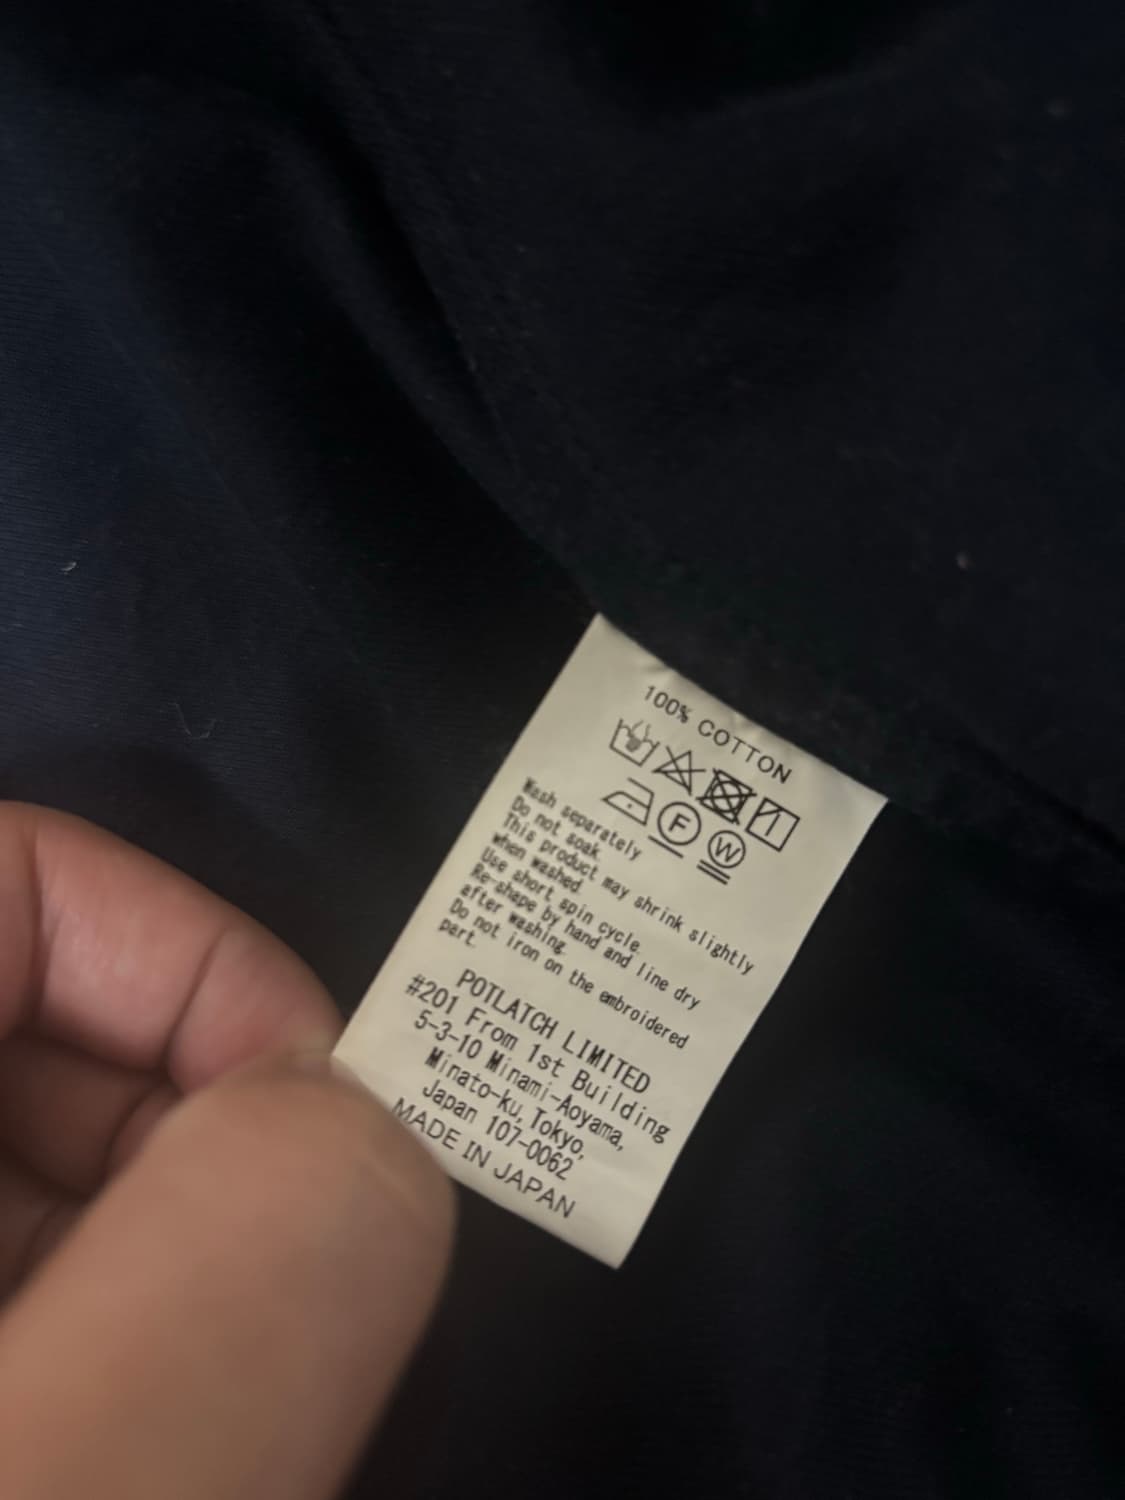 100% COTTON
F W
Wash separately
Do not soak.
This product may shrink slightly
when washed.
Use short spin cycle.
Re-shape by hand and line dry
after washing.
Do not iron on the embroidered
part.
POTLATCH LIMITED
#201 From 1st Building
5-3-10 Minami-Aoyama,
Minato-ku, Tokyo,
Japan 107-0062
MADE IN JAPAN